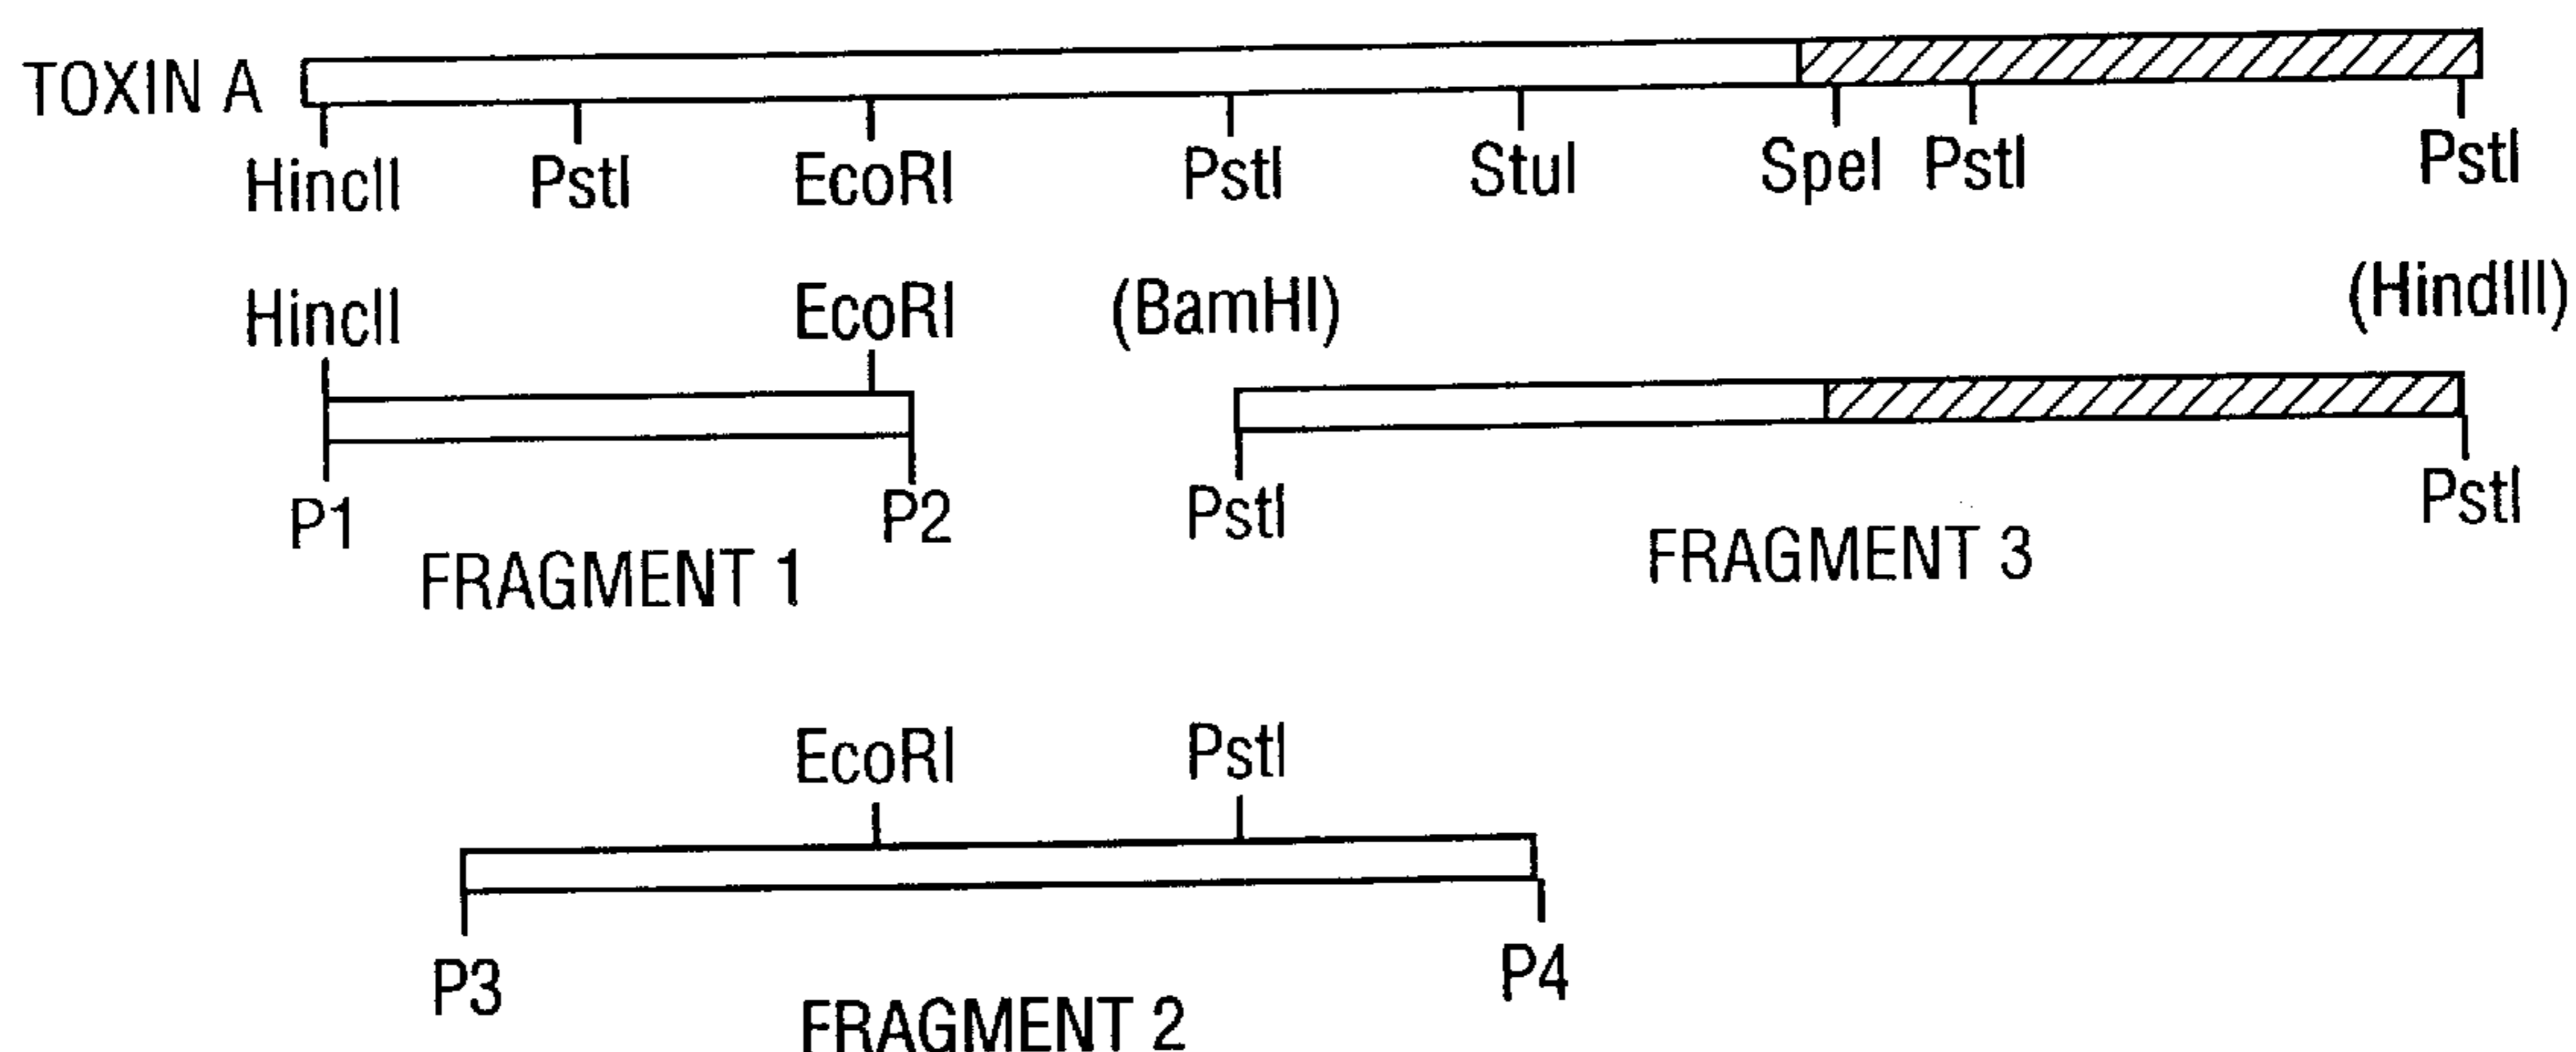 TOXIN A
HincII PstI EcoRI PstI StuI SpeI PstI PstI
HincII EcoRI (BamHI) (HindIII)
P1 P2 PstI PstI
FRAGMENT 1 FRAGMENT 3
EcoRI PstI
P3 P4
FRAGMENT 2